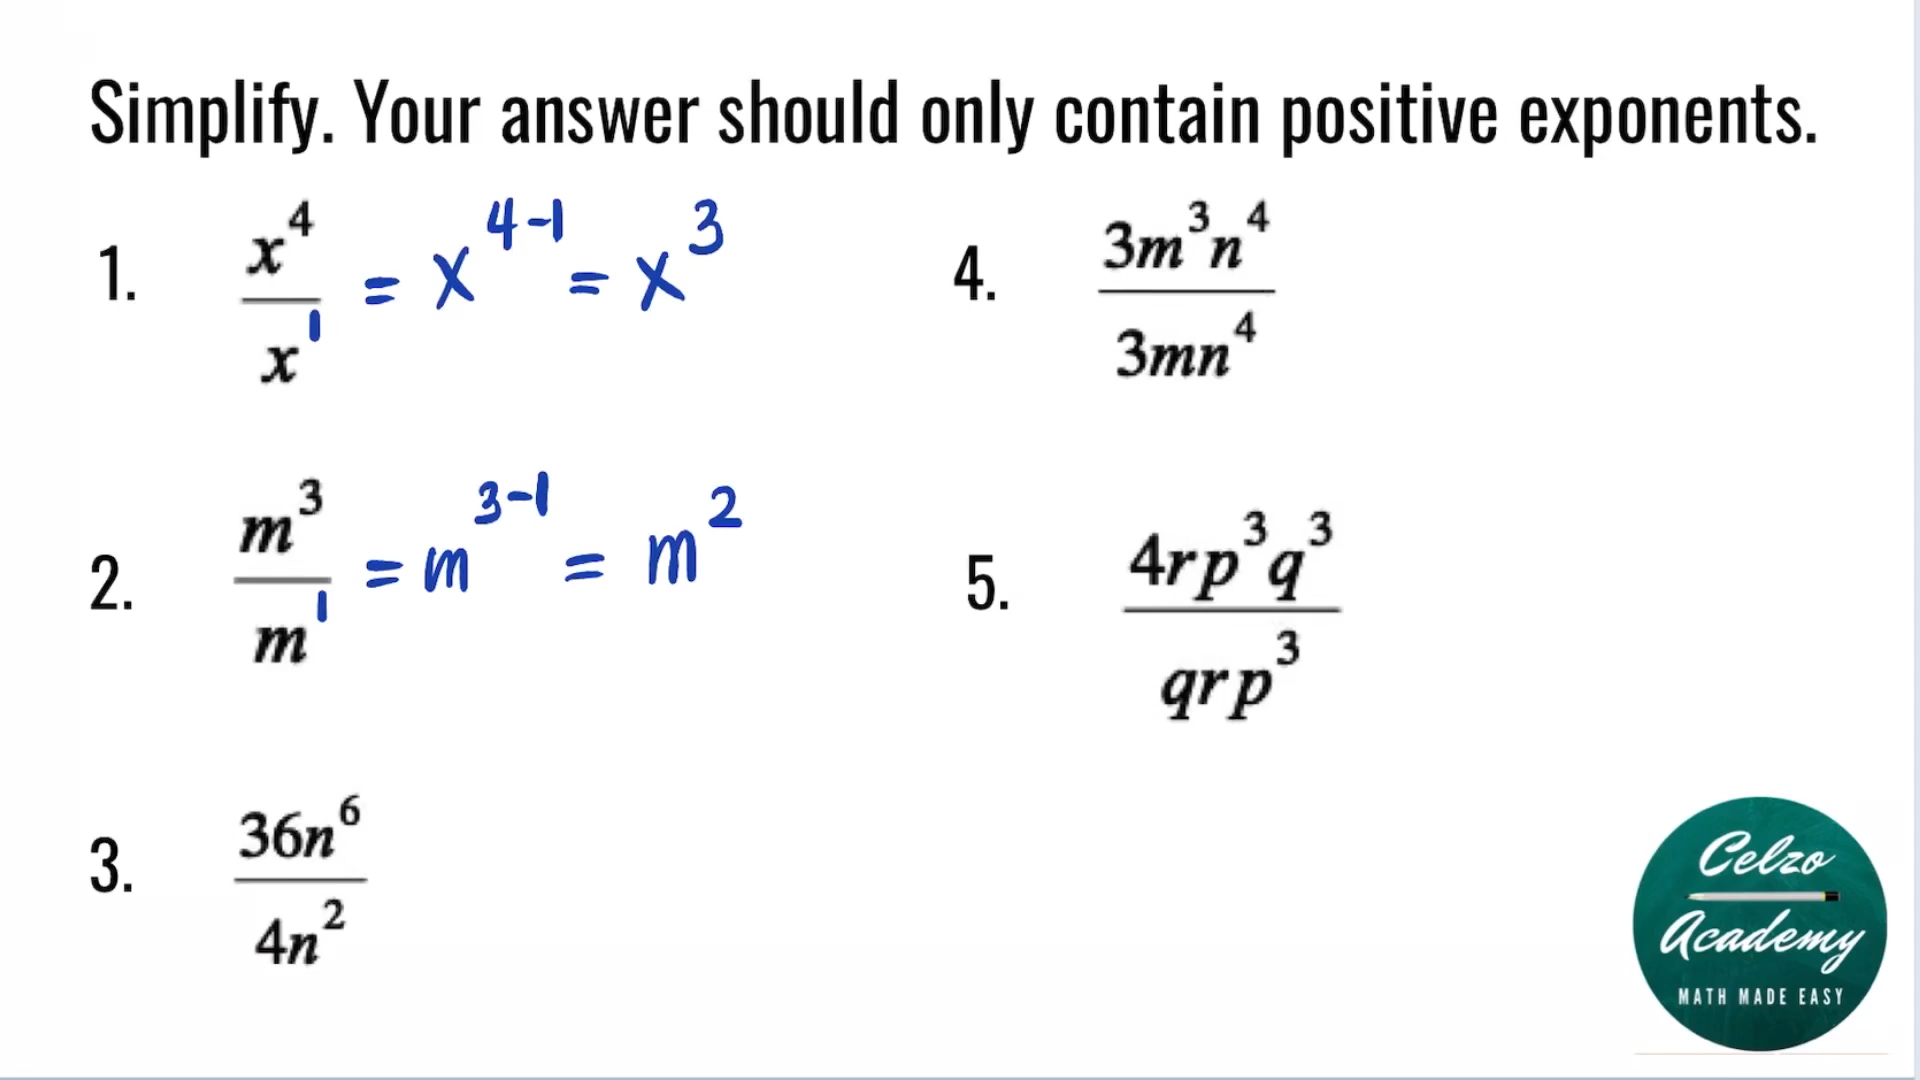 Simplify. Your answer should only contain positive exponents.
1. x^4 / x^1 = x^(4-1) = x^3
2. m^3 / m^1 = m^(3-1) = m^2
3. 36n^6 / 4n^2
4. 3m^3n^4 / 3mn^4
5. 4rp^3q^3 / qrp^3
Celzo
Academy
MATH MADE EASY